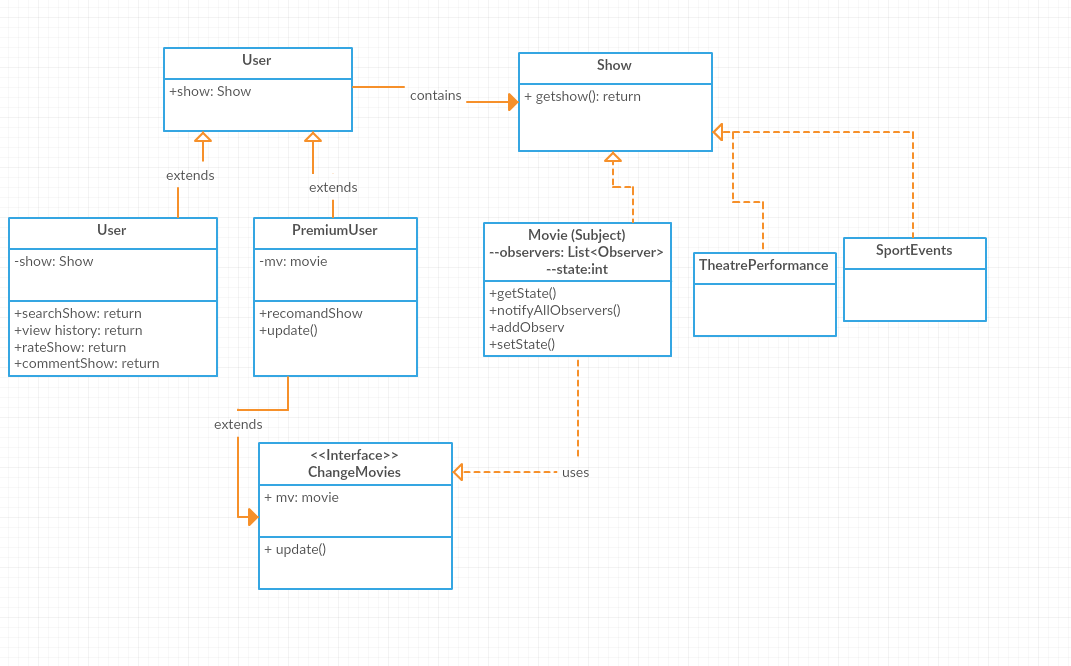 User
+show: Show
contains
Show
+ getshow(): return
extends
extends
User
-show: Show
+searchShow: return
+view history: return
+rateShow: return
+commentShow: return
PremiumUser
-mv: movie
+recomandShow
+update()
Movie (Subject)
--observers: List<Observer>
--state:int
+getState()
+notifyAllObservers()
+addObserv
+setState()
TheatrePerformance
SportEvents
extends
<<Interface>>
ChangeMovies
+ mv: movie
+ update()
uses